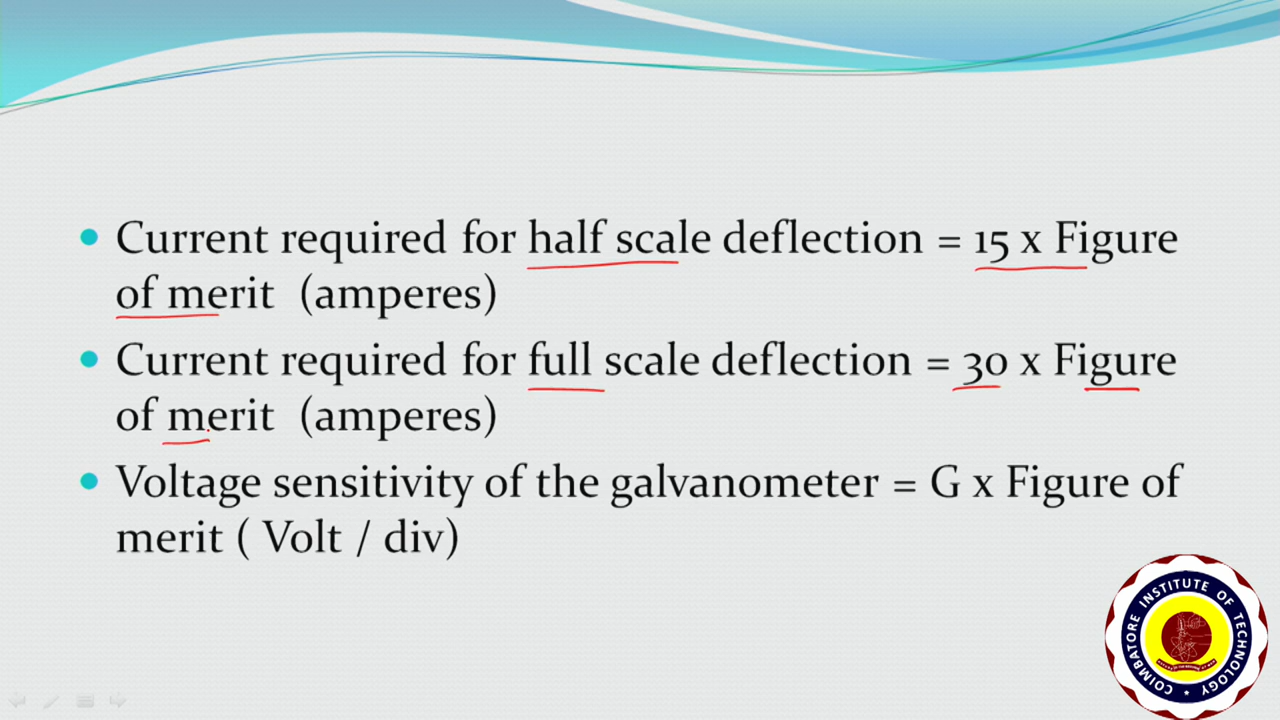 Current required for half scale deflection = 15 x Figure
of merit (amperes)
Current required for full scale deflection = 30 x Figure
of merit (amperes)
Voltage sensitivity of the galvanometer = G x Figure of
merit ( Volt / div)
COIMBATORE INSTITUTE OF TECHNOLOGY